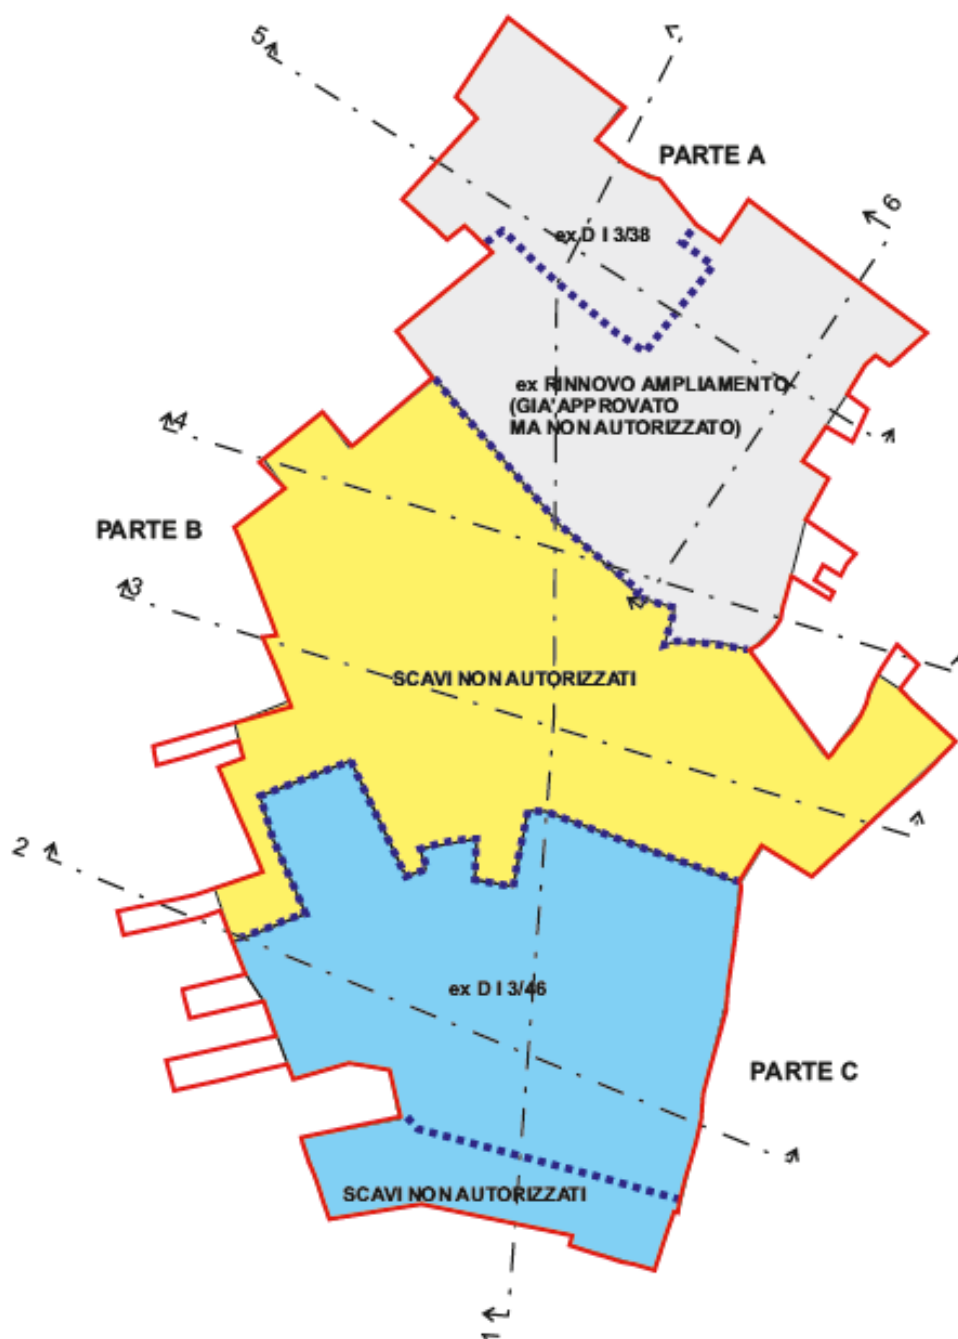 5
PARTE A
6
ex D I 3/38
ex RINNOVO AMPLIAMENTO
(GIA' APPROVATO
MA NON AUTORIZZATO)
4
PARTE B
3
SCAVI NON AUTORIZZATI
2
ex D I 3/46
PARTE C
SCAVI NON AUTORIZZATI